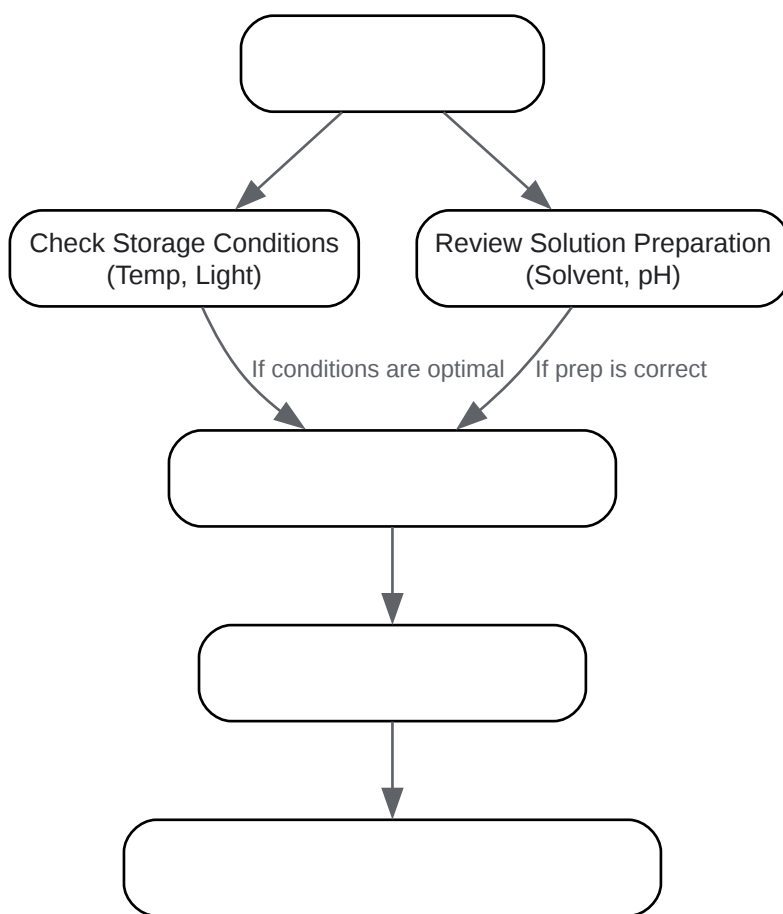 Check Storage Conditions
(Temp, Light)
Review Solution Preparation
(Solvent, pH)
If conditions are optimal
If prep is correct